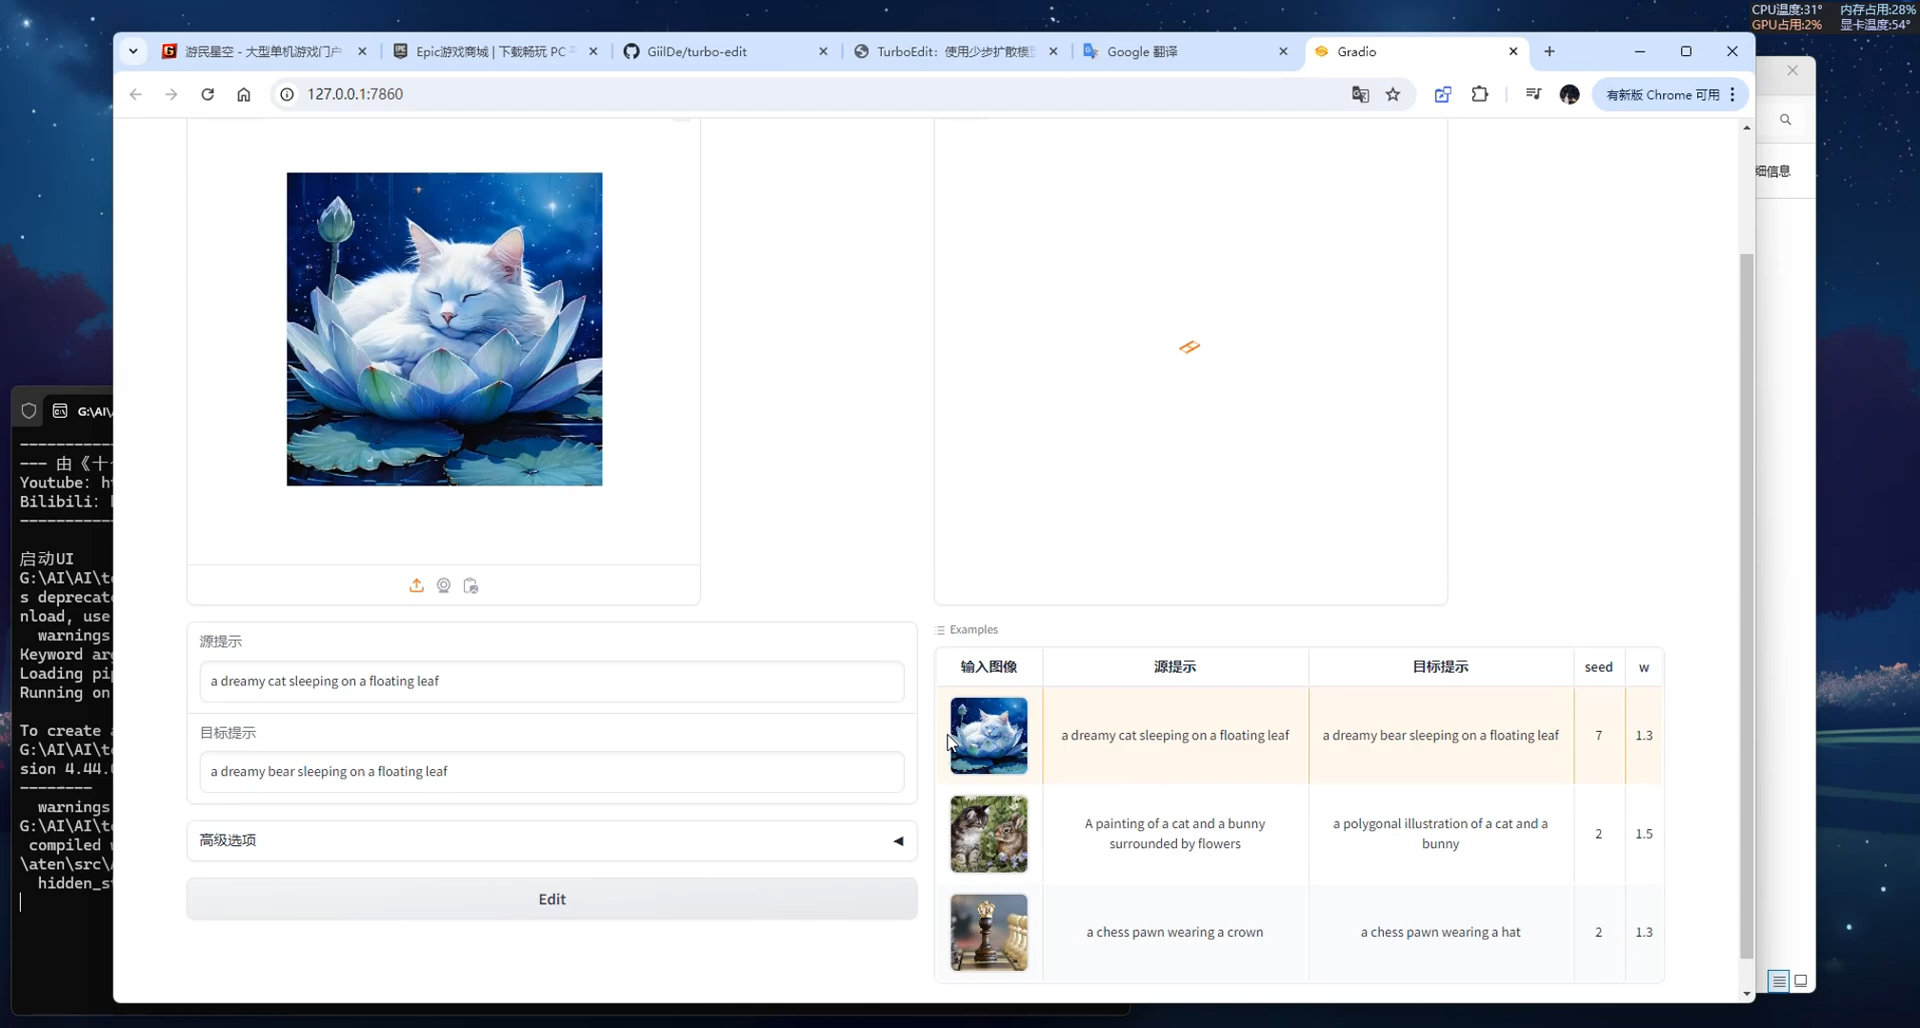 CPU温度:31° 内存占用:28%
GPU占用:2% 显卡温度:54°
游民星空 - 大型单机游戏门户
Epic游戏商城 | 下载畅玩 PC
GiilDe/turbo-edit
TurboEdit：使用少步扩散模型
Google 翻译
Gradio
127.0.0.1:7860
有新版 Chrome 可用
细信息
G:\AI\
--- 由《十
Youtube:
Bilibili:
启动UI
G:\AI\AI\t
s deprecat
nload, use
warnings
Keyword ar
Loading pi
Running on
To create
G:\AI\AI\t
sion 4.44.
--------
warnings
G:\AI\AI\t
compiled
\aten\src\
hidden_s
源提示
a dreamy cat sleeping on a floating leaf
目标提示
a dreamy bear sleeping on a floating leaf
高级选项
Edit
Examples
输入图像 源提示 目标提示 seed w
a dreamy cat sleeping on a floating leaf a dreamy bear sleeping on a floating leaf 7 1.3
A painting of a cat and a bunny surrounded by flowers a polygonal illustration of a cat and a bunny 2 1.5
a chess pawn wearing a crown a chess pawn wearing a hat 2 1.3